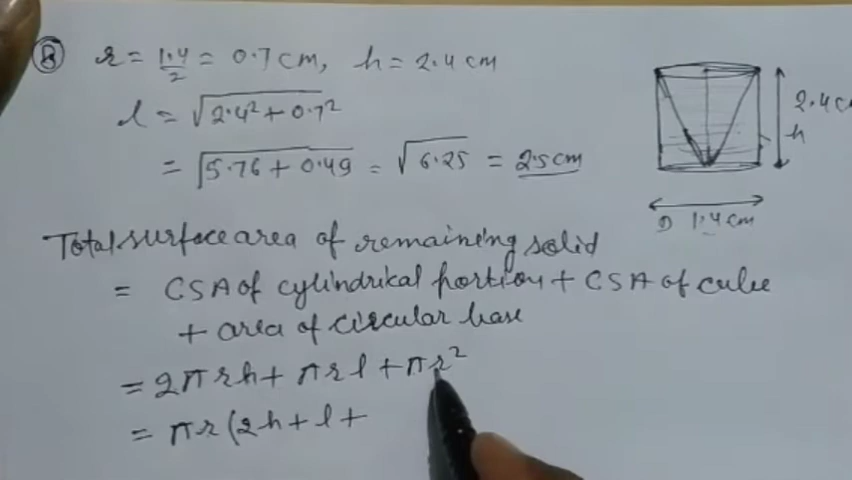 ⑧ r = 1.4/2 = 0.7 cm, h = 2.4 cm
l = √2.4² + 0.7²
= √5.76 + 0.49 = √6.25 = 2.5 cm
2.4 c
h
D 1.4 cm
Total surface area of remaining solid
= CSA of cylindrikal portion + CSA of cube
+ area of circular base
= 2πrh + πrl + πr²
= πr(2h + l +